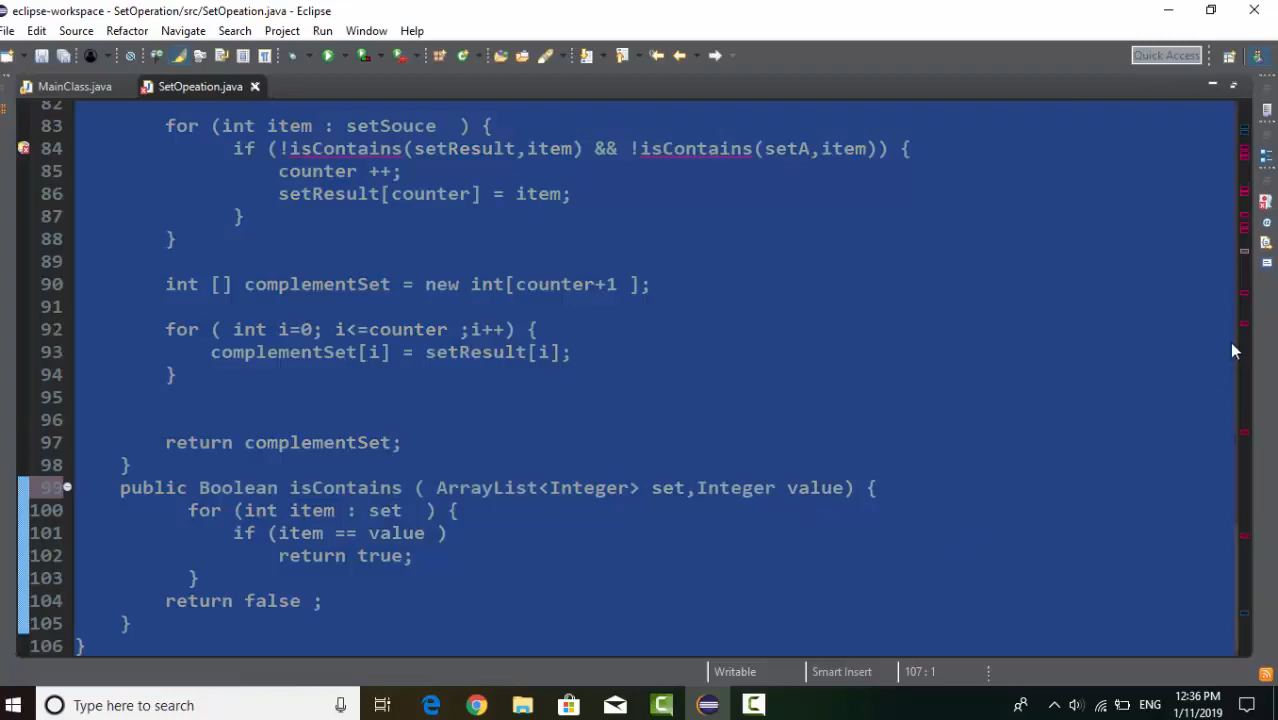 eclipse-workspace - SetOperation/src/SetOpeation.java - Eclipse
File Edit Source Refactor Navigate Search Project Run Window Help
Quick Access
MainClass.java SetOpeation.java
82
83 for (int item : setSouce  ) {
84 if (!isContains(setResult,item) && !isContains(setA,item)) {
85 counter ++;
86 setResult[counter] = item;
87 }
88 }
89
90 int [] complementSet = new int[counter+1 ];
91
92 for ( int i=0; i<=counter ;i++) {
93 complementSet[i] = setResult[i];
94 }
95
96
97 return complementSet;
98 }
99 public Boolean isContains ( ArrayList<Integer> set,Integer value) {
100 for (int item : set  ) {
101 if (item == value )
102 return true;
103 }
104 return false ;
105 }
106 }
Writable Smart Insert 107 : 1
Type here to search
ENG
12:36 PM
1/11/2019